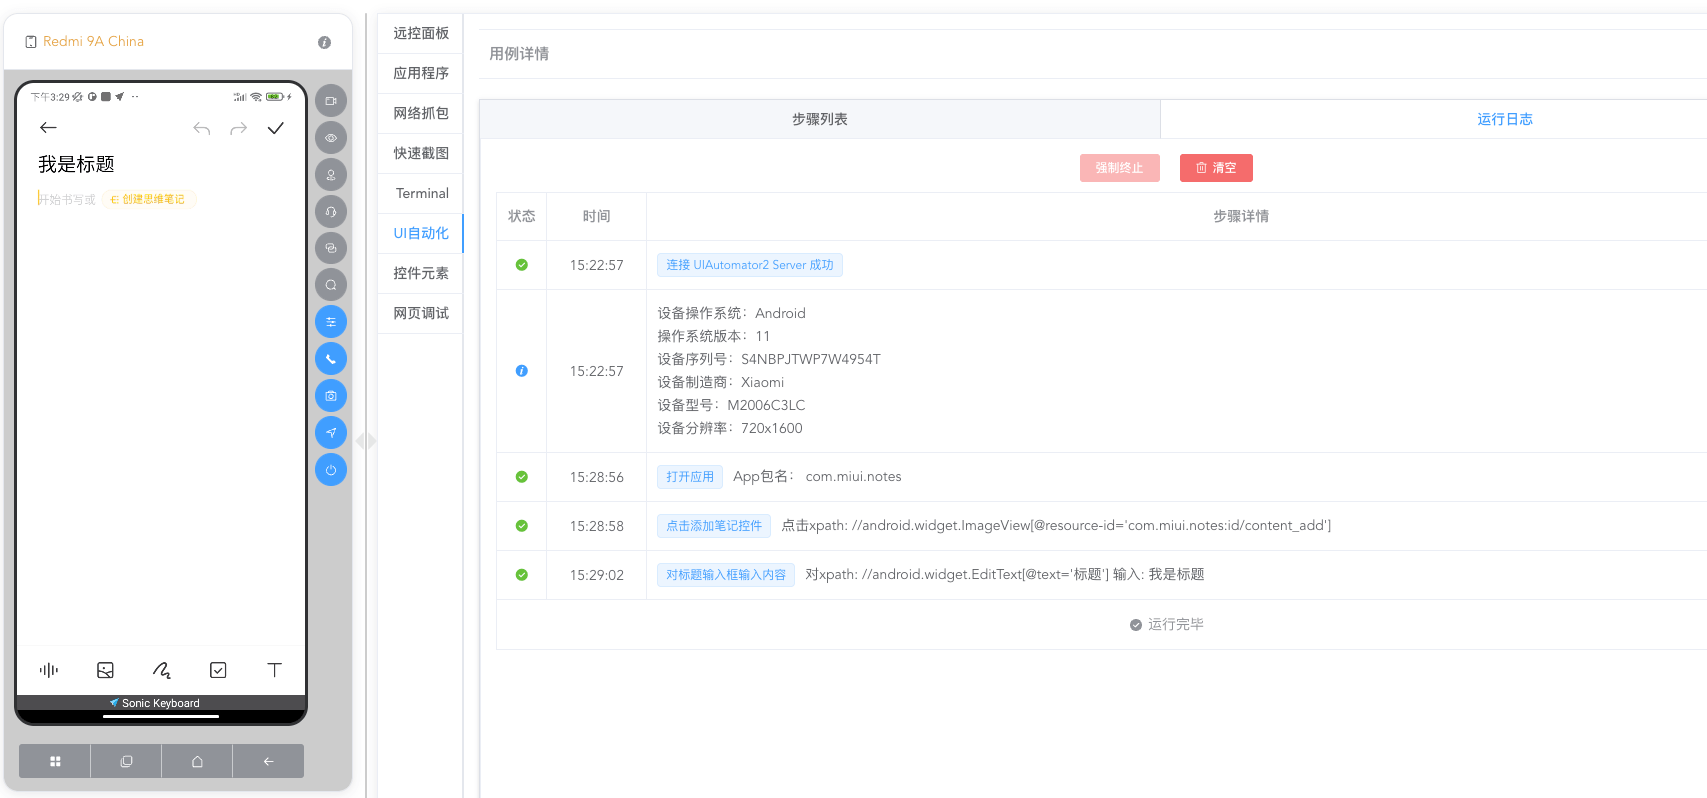 Redmi 9A China
下午3:29
我是标题
开始书写或 创建思维笔记
Sonic Keyboard
远控面板
应用程序
网络抓包
快速截图
Terminal
UI自动化
控件元素
网页调试
用例详情
步骤列表
运行日志
强制终止
清空
状态 时间 步骤详情
15:22:57 连接 UIAutomator2 Server 成功
15:22:57
设备操作系统：Android
操作系统版本：11
设备序列号：S4NBPJTWP7W4954T
设备制造商：Xiaomi
设备型号：M2006C3LC
设备分辨率：720x1600
15:28:56 打开应用 App包名： com.miui.notes
15:28:58 点击添加笔记控件 点击xpath: //android.widget.ImageView[@resource-id='com.miui.notes:id/content_add']
15:29:02 对标题输入框输入内容 对xpath: //android.widget.EditText[@text='标题'] 输入: 我是标题
运行完毕